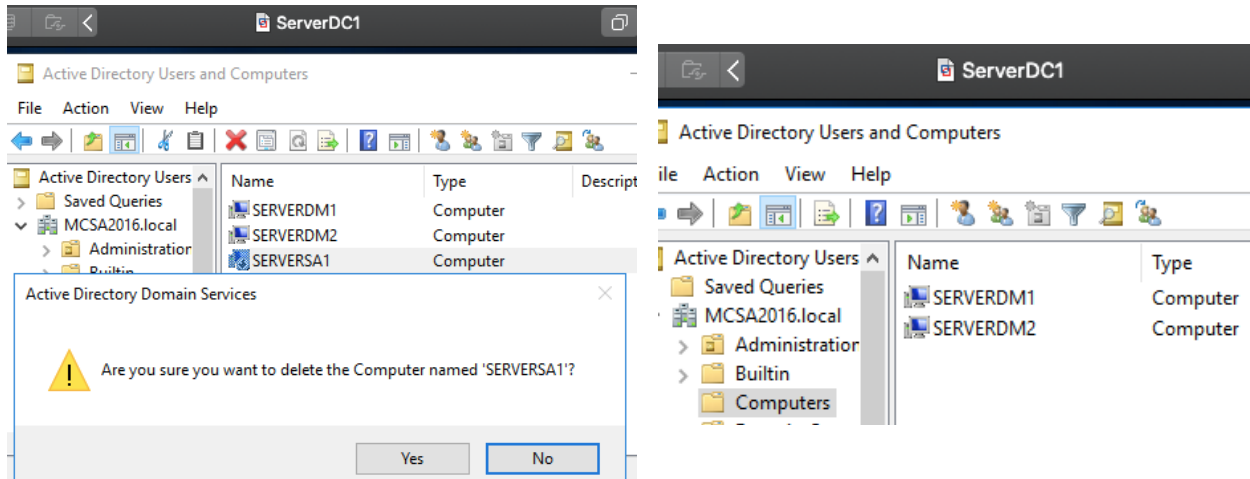 ServerDC1
Active Directory Users and Computers
File Action View Help
Active Directory Users
Saved Queries
MCSA2016.local
Administration
Builtin
Name Type Descript
SERVERDM1 Computer
SERVERDM2 Computer
SERVERSA1 Computer
Active Directory Domain Services
Are you sure you want to delete the Computer named 'SERVERSA1'?
Yes No
ServerDC1
Active Directory Users and Computers
ile Action View Help
Active Directory Users
Saved Queries
MCSA2016.local
Administration
Builtin
Computers
Name Type
SERVERDM1 Computer
SERVERDM2 Computer